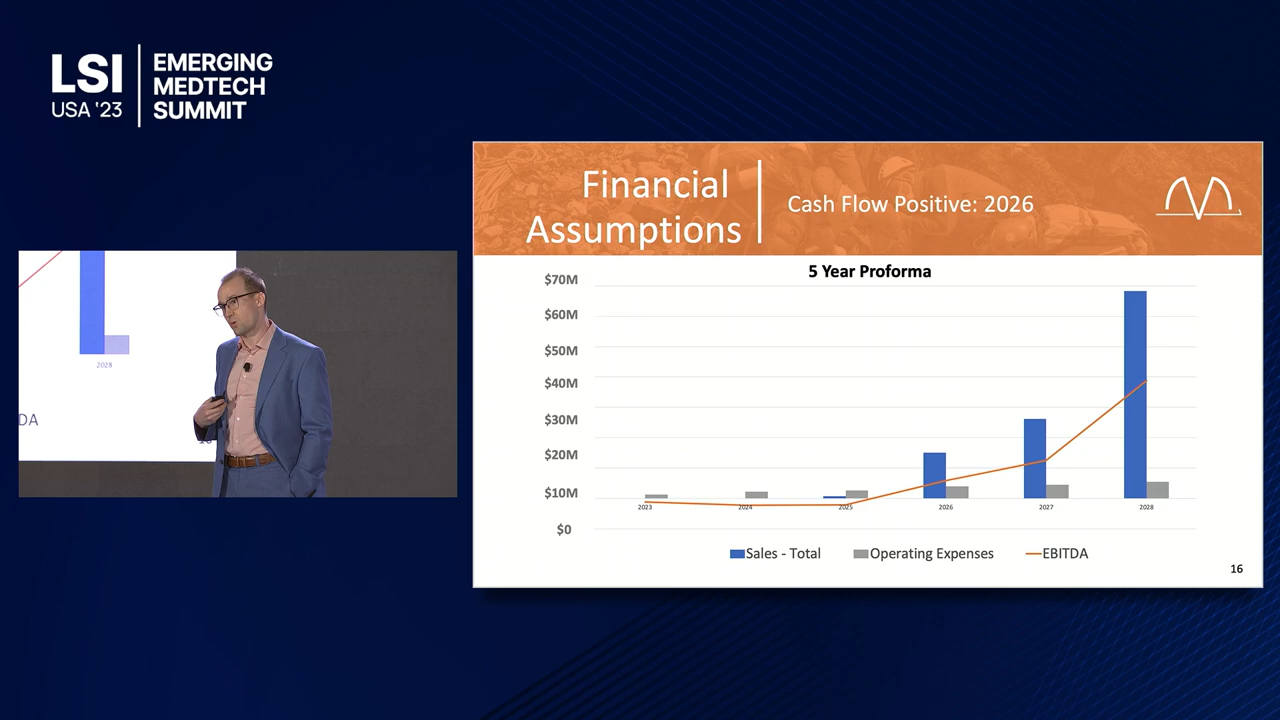 LSI
USA '23
EMERGING
MEDTECH
SUMMIT
Financial
Assumptions
Cash Flow Positive: 2026
5 Year Proforma
$70M
$60M
$50M
$40M
$30M
$20M
$10M
$0
2023
2024
2025
2026
2027
2028
Sales - Total
Operating Expenses
EBITDA
16
2028
DA